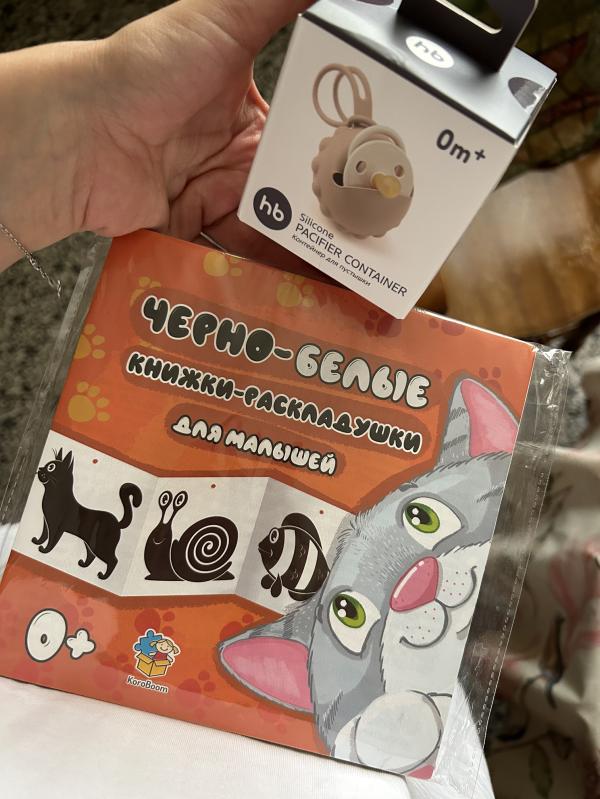 hb
0m+
hb
Silicone
PACIFIER CONTAINER
Контейнер для пустышки
ЧЕРНО-БЕЛЫЕ
КНИЖКИ-РАСКЛАДУШКИ
ДЛЯ МАЛЫШЕЙ
0+
KoroBoom